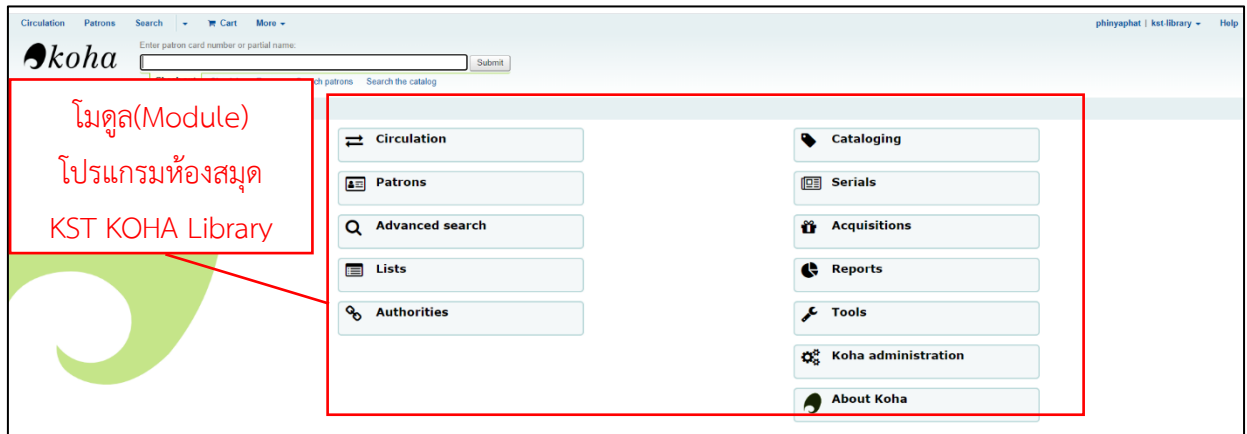 Circulation Patrons Search Cart More
phinyaphat | kst-library Help
koha
Enter patron card number or partial name:
Submit
patrons Search the catalog
โมดูล(Module)
โปรแกรมห้องสมุด
KST KOHA Library
Circulation
Patrons
Advanced search
Lists
Authorities
Cataloging
Serials
Acquisitions
Reports
Tools
Koha administration
About Koha